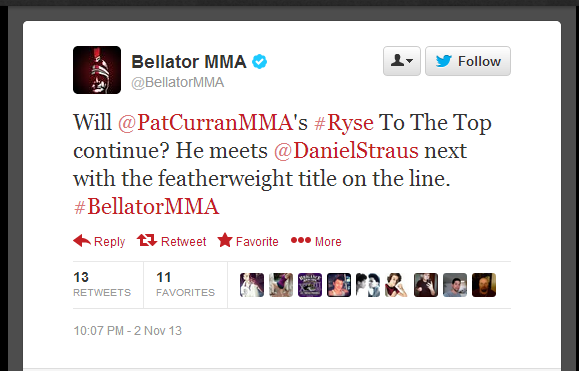 Bellator MMA
@BellatorMMA
Follow
Will @PatCurranMMA's #Ryse To The Top
continue? He meets @DanielStraus next
with the featherweight title on the line.
#BellatorMMA
Reply Retweet Favorite More
13 RETWEETS
11 FAVORITES
10:07 PM - 2 Nov 13